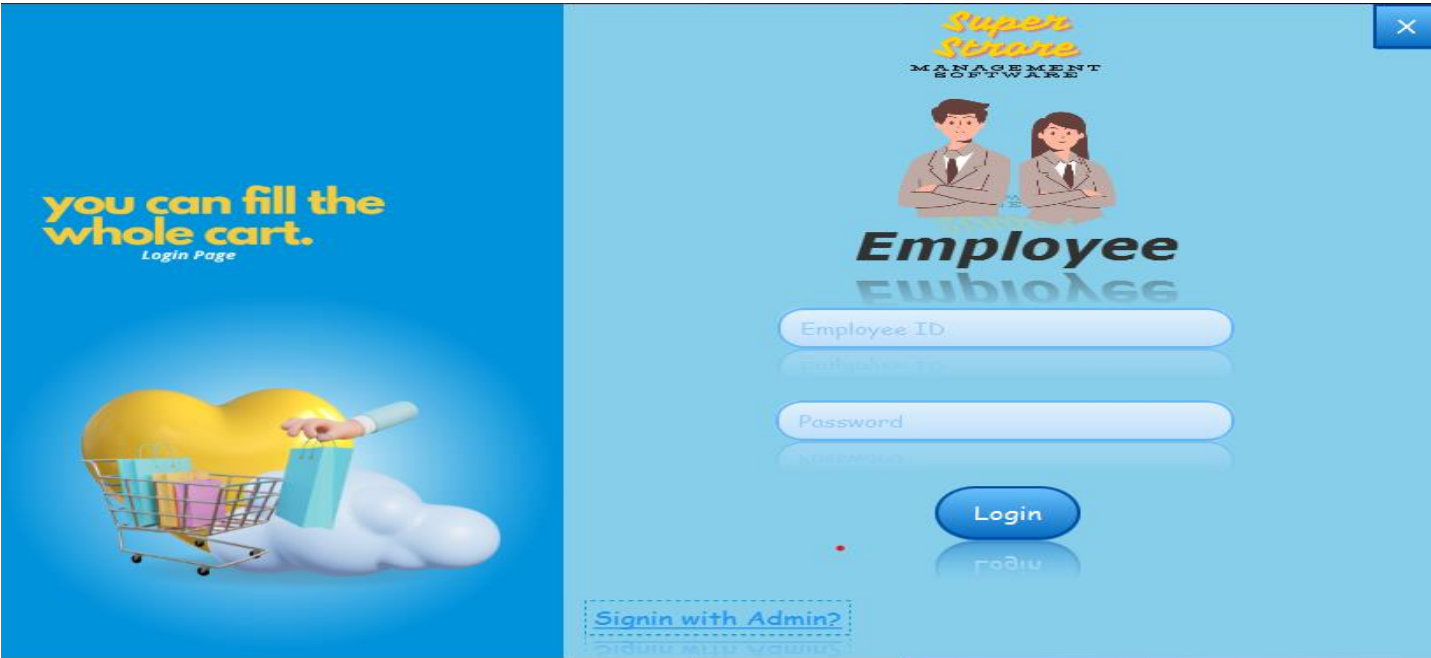 you can fill the
whole cart.
Login Page
Super
Strore
MANAGEMENT
SOFTWARE
Employee
Employee ID
Password
Login
Signin with Admin?